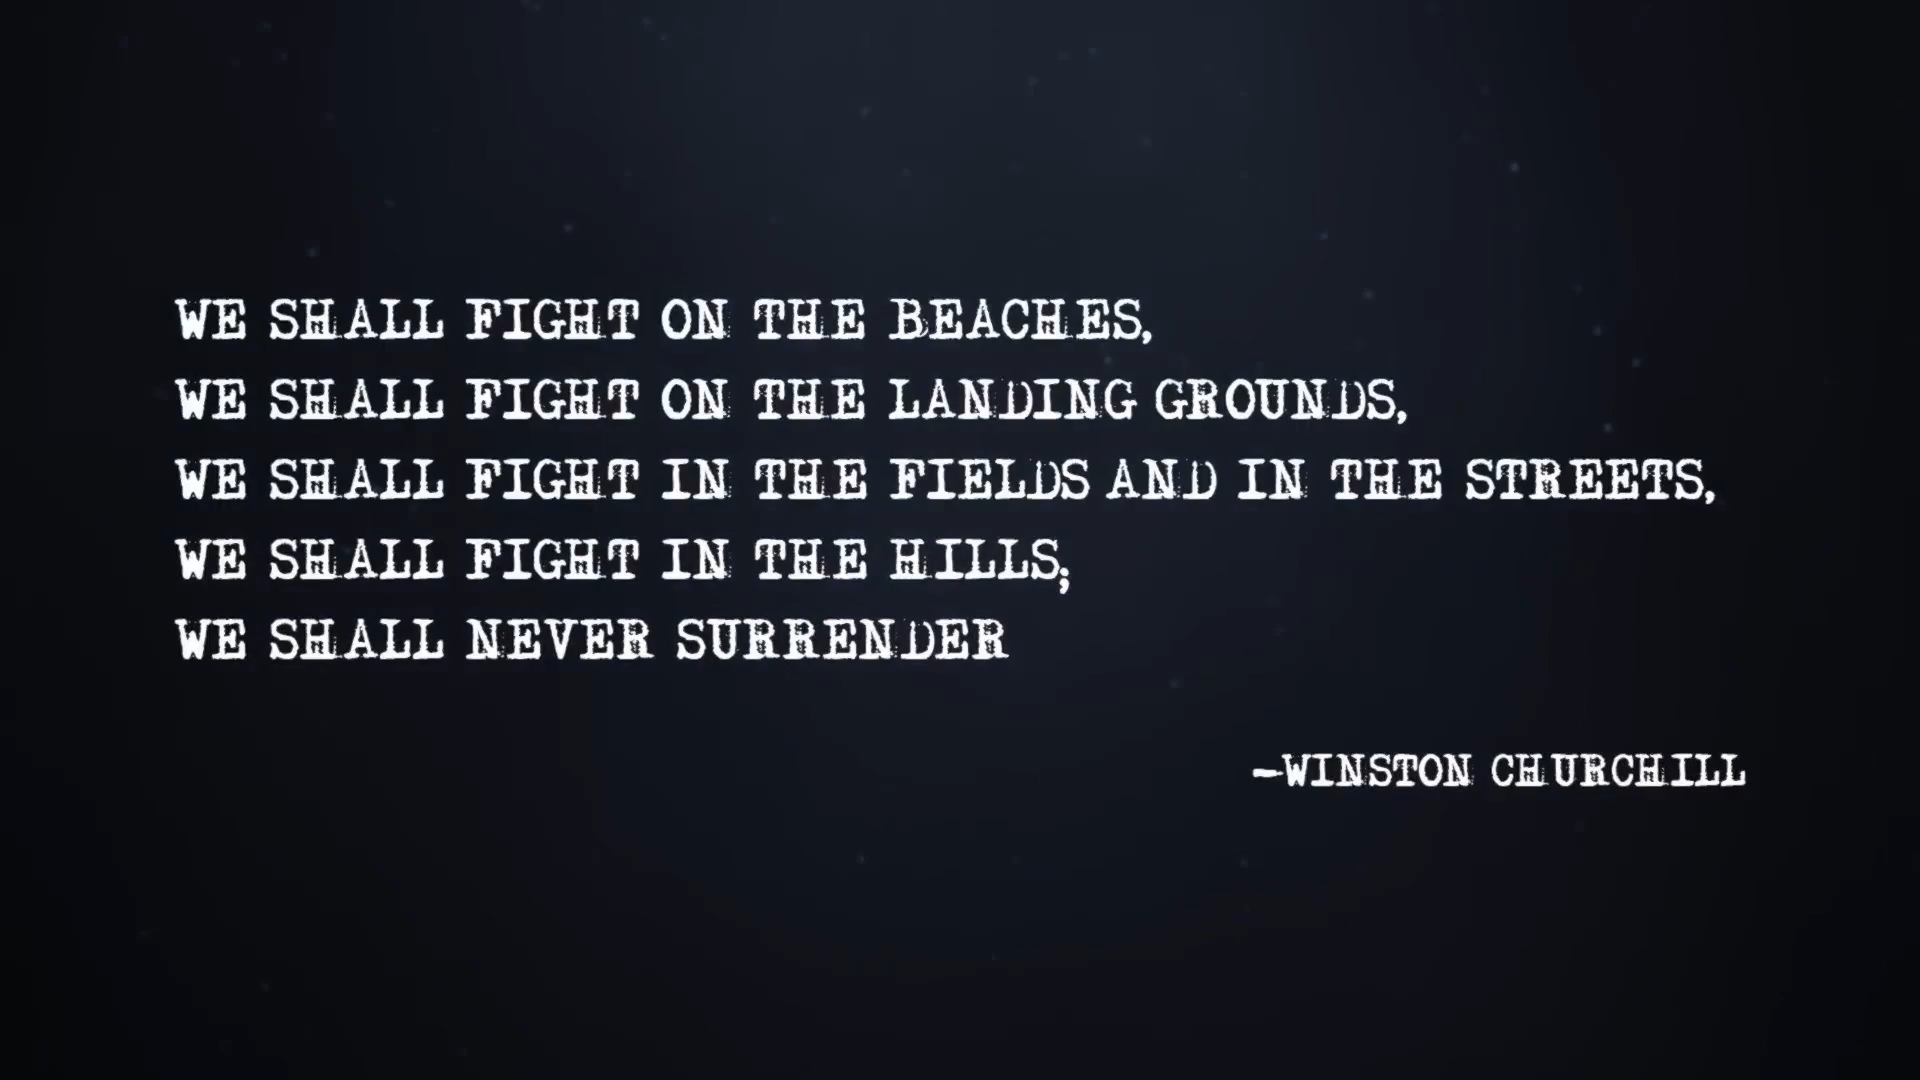 WE SHALL FIGHT ON THE BEACHES,
WE SHALL FIGHT ON THE LANDING GROUNDS,
WE SHALL FIGHT IN THE FIELDS AND IN THE STREETS,
WE SHALL FIGHT IN THE HILLS;
WE SHALL NEVER SURRENDER
–WINSTON CHURCHILL